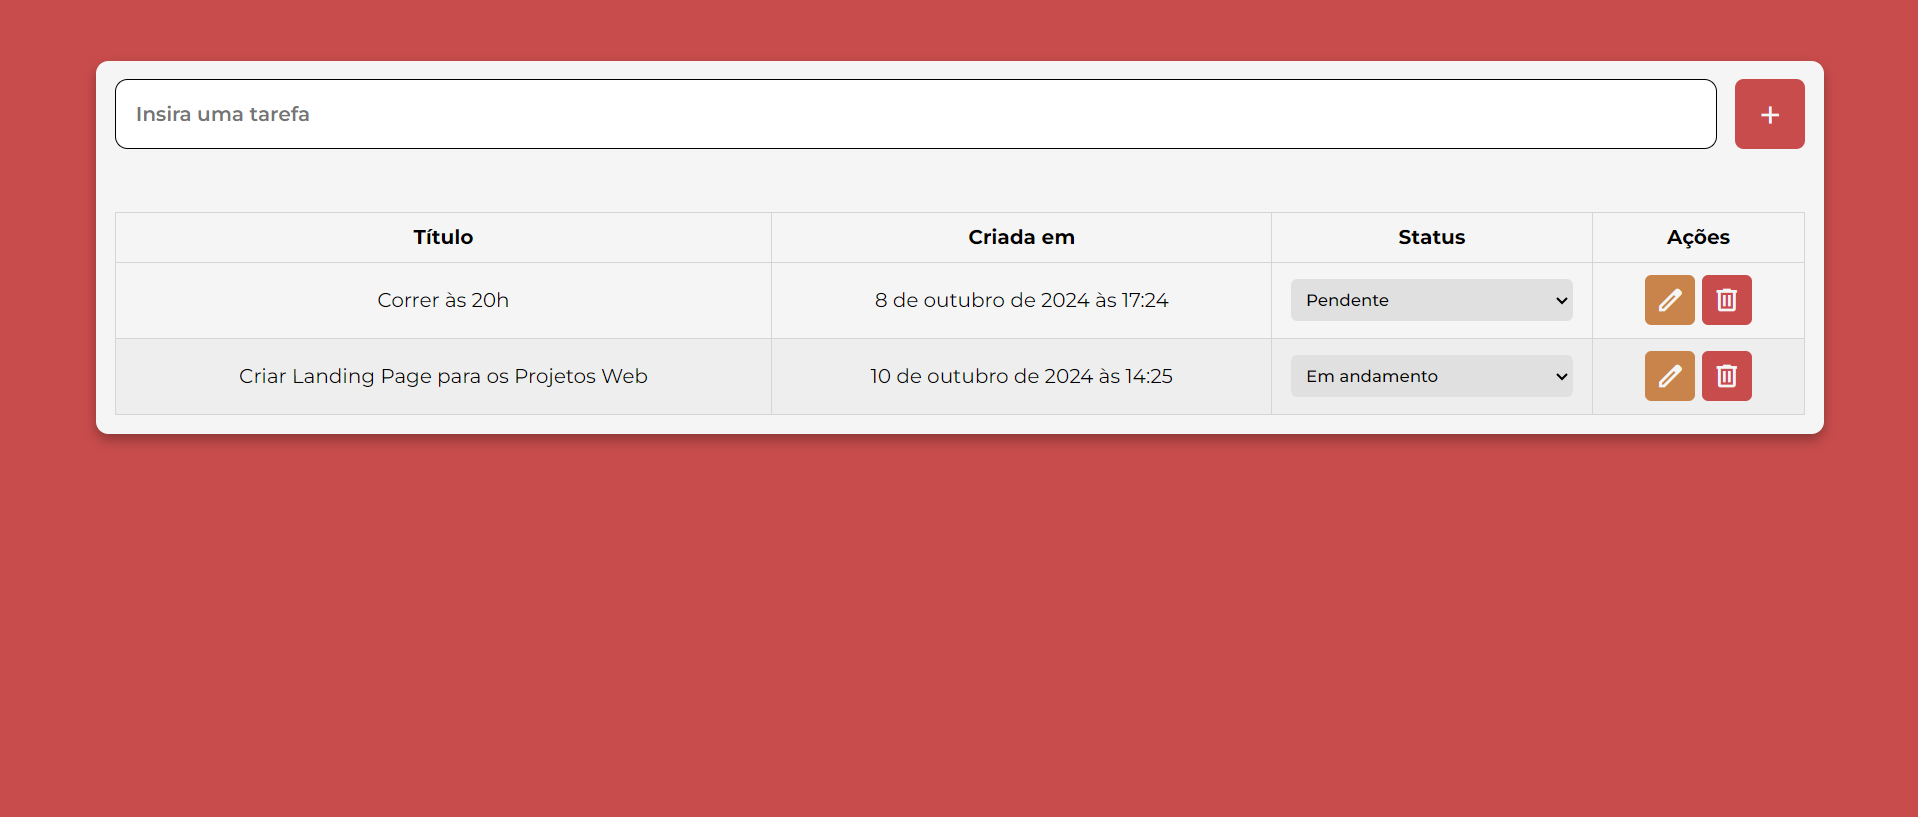 Insira uma tarefa
+
Título Criada em Status Ações
Correr às 20h 8 de outubro de 2024 às 17:24 Pendente
Criar Landing Page para os Projetos Web 10 de outubro de 2024 às 14:25 Em andamento